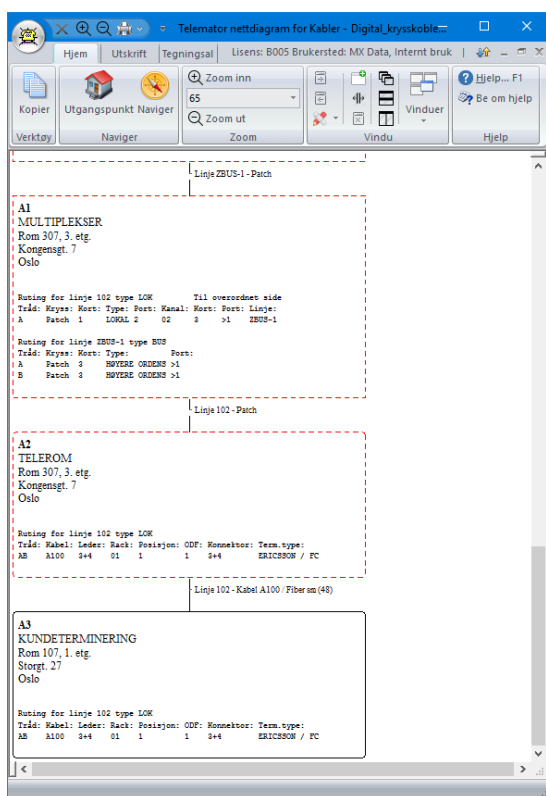 Telemator nettdiagram for Kabler - Digital_krysskoble...
Hjem Utskrift Tegningsal Lisens: B005 Brukersted: MX Data, Internt bruk
Kopier
Utgangspunkt Naviger
Zoom inn
65
Zoom ut
Vinduer
Hjelp... F1
Be om hjelp
Verktøy Naviger Zoom Vindu Hjelp
Linje ZBUS-1 - Patch
A1
MULTIPLEKSER
Rom 307, 3. etg.
Kongensgt. 7
Oslo
Ruting for linje 102 type LOK Til overordnet side
Tråd: Kryss: Kort: Type: Port: Kanal: Kort: Port: Linje:
A Patch 1 LOKAL 2 02 3 >1 ZBUS-1
Ruting for linje ZBUS-1 type BUS
Tråd: Kryss: Kort: Type: Port:
A Patch 3 HØYERE ORDENS >1
B Patch 3 HØYERE ORDENS >1
Linje 102 - Patch
A2
TELEROM
Rom 307, 3. etg.
Kongensgt. 7
Oslo
Ruting for linje 102 type LOK
Tråd: Kabel: Leder: Rack: Posisjon: ODF: Konnektor: Term.type:
AB A100 3+4 01 1 1 3+4 ERICSSON / FC
Linje 102 - Kabel A100 / Fiber sm (48)
A3
KUNDETERMINERING
Rom 107, 1. etg.
Storgt. 27
Oslo
Ruting for linje 102 type LOK
Tråd: Kabel: Leder: Rack: Posisjon: ODF: Konnektor: Term.type:
AB A100 3+4 01 1 1 3+4 ERICSSON / FC